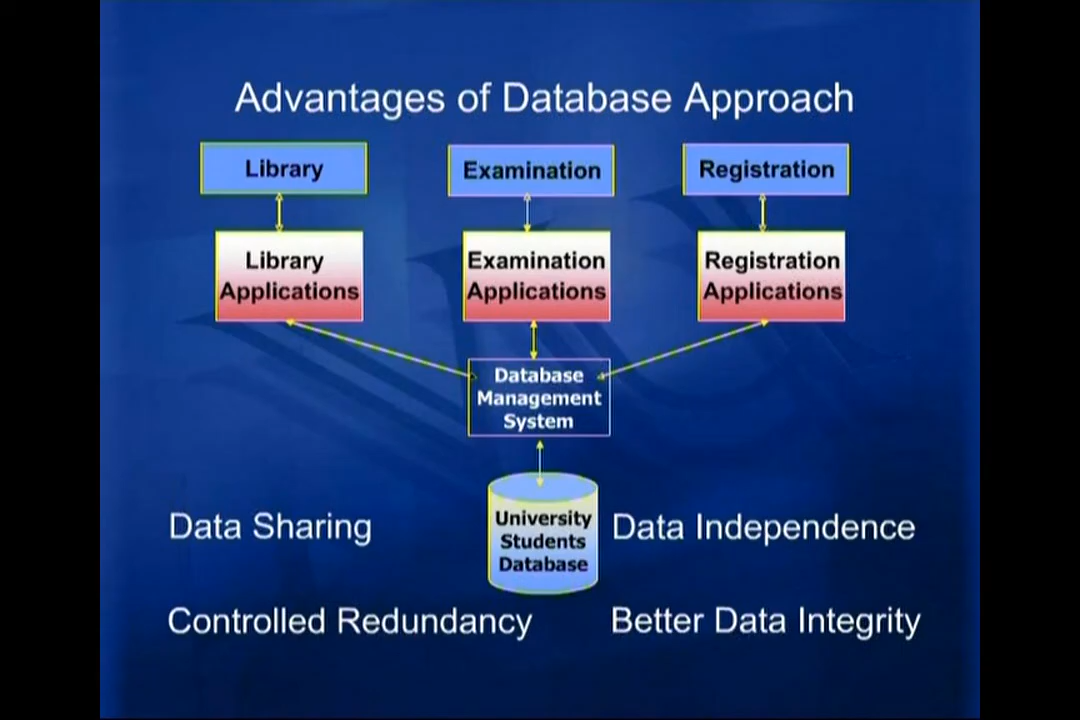 Advantages of Database Approach
Library
Examination
Registration
Library
Applications
Examination
Applications
Registration
Applications
Database
Management
System
University
Students
Database
Data Sharing
Data Independence
Controlled Redundancy
Better Data Integrity